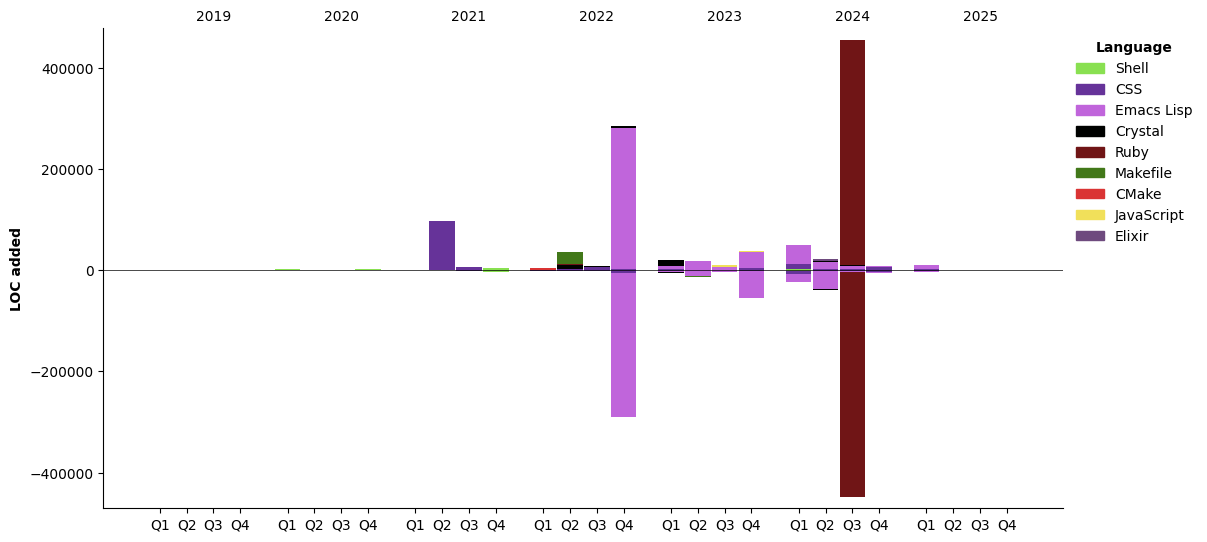 2019 2020 2021 2022 2023 2024 2025
Language
Shell
CSS
Emacs Lisp
Crystal
Ruby
Makefile
CMake
JavaScript
Elixir
LOC added
400000
200000
0
−200000
−400000
Q1 Q2 Q3 Q4 Q1 Q2 Q3 Q4 Q1 Q2 Q3 Q4 Q1 Q2 Q3 Q4 Q1 Q2 Q3 Q4 Q1 Q2 Q3 Q4 Q1 Q2 Q3 Q4